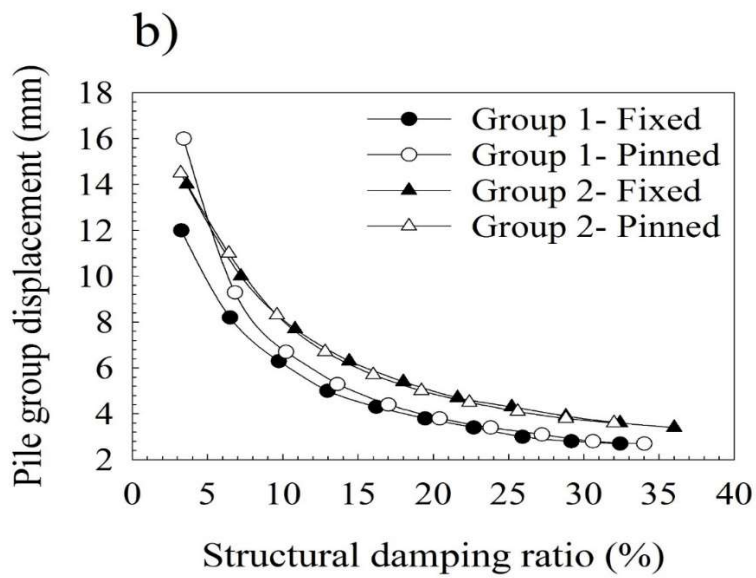 b)
Pile group displacement (mm)
18
16
14
12
10
8
6
4
2
Group 1- Fixed
Group 1- Pinned
Group 2- Fixed
Group 2- Pinned
0 5 10 15 20 25 30 35 40
Structural damping ratio (%)